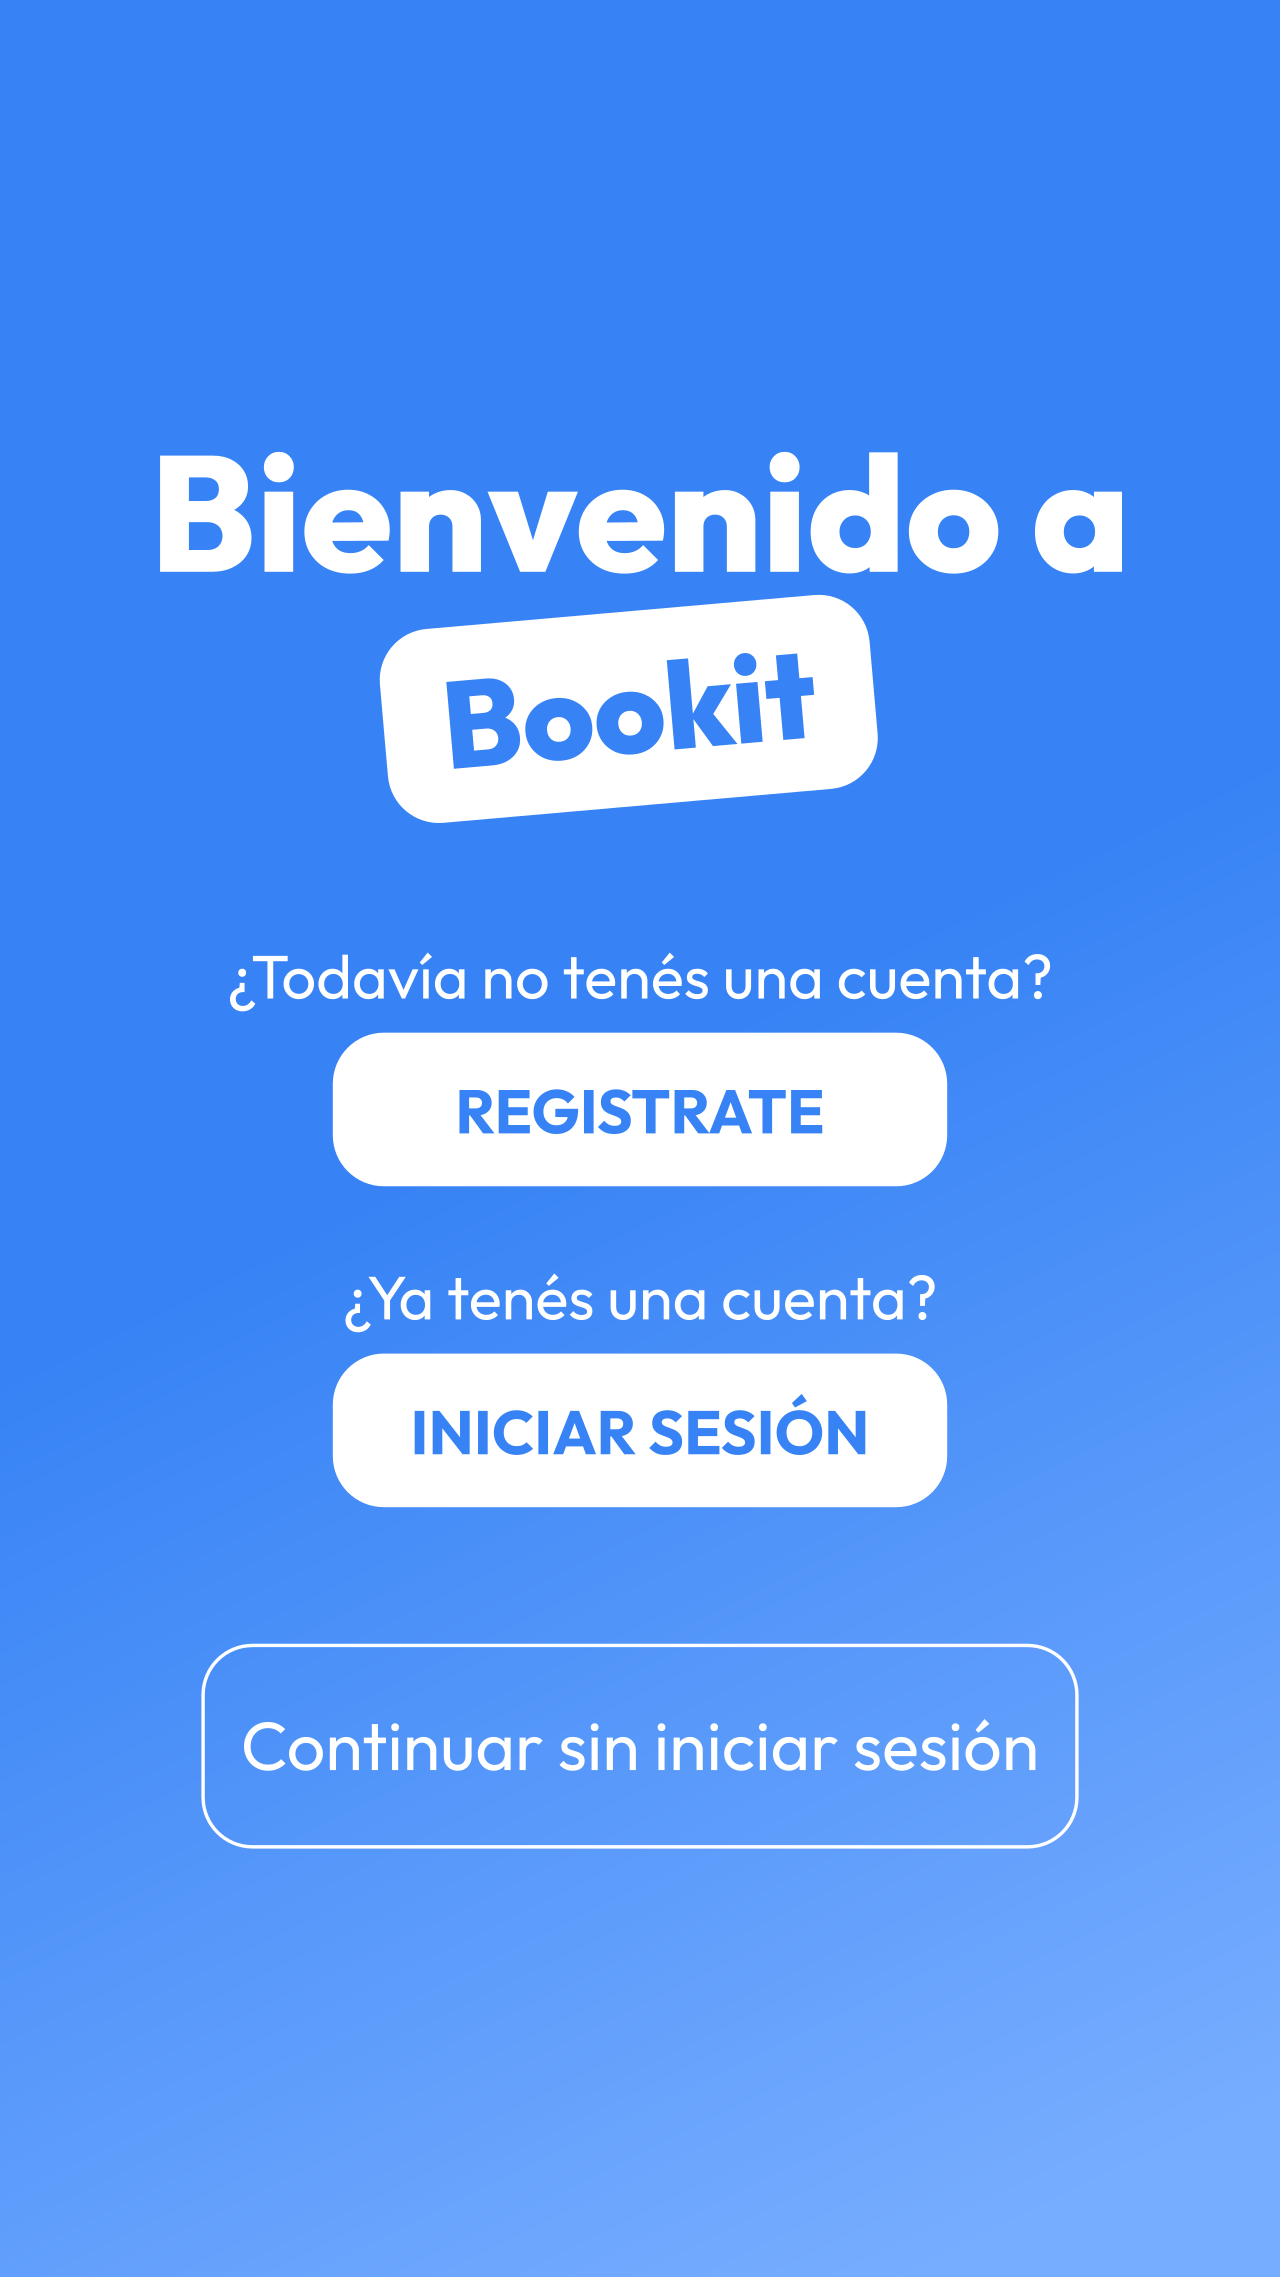 Bienvenido a
Bookit
¿Todavía no tenés una cuenta?
REGISTRATE
¿Ya tenés una cuenta?
INICIAR SESIÓN
Continuar sin iniciar sesión